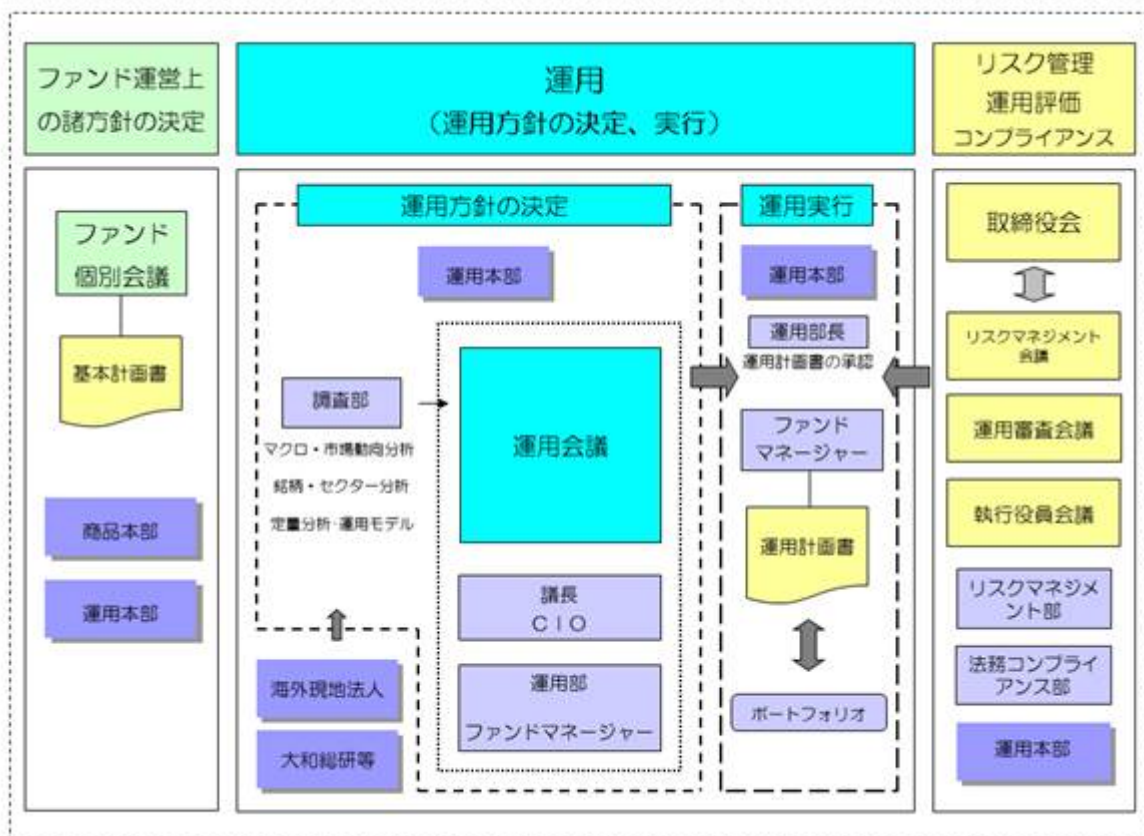 ファンド運営上
の諸方針の決定
運用
（運用方針の決定、実行）
リスク管理
運用評価
コンプライアンス
ファンド
個別会議
基本計画書
商品本部
運用本部
運用方針の決定
運用本部
調査部
マクロ・市場動向分析
銘柄・セクター分析
定量分析・運用モデル
運用会議
議長
ＣＩＯ
運用部
ファンドマネージャー
海外現地法人
大和総研等
運用実行
運用本部
運用部長
運用計画書の承認
ファンド
マネージャー
運用計画書
ポートフォリオ
取締役会
リスクマネジメント
会議
運用審査会議
執行役員会議
リスクマネジメ
ント部
法務コンプライ
アンス部
運用本部